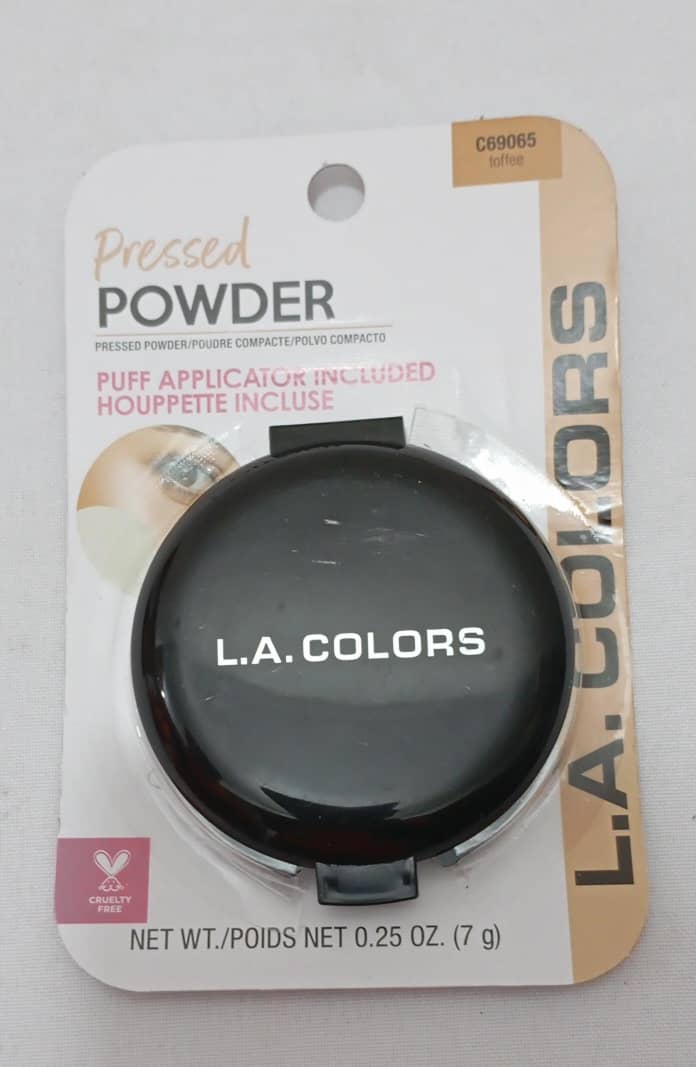 C69065
toffee
Pressed
POWDER
PRESSED POWDER/POUDRE COMPACTE/POLVO COMPACTO
PUFF APPLICATOR INCLUDED
HOUPPETTE INCLUSE
L.A. COLORS
L.A. COLORS
CRUELTY
FREE
NET WT./POIDS NET 0.25 OZ. (7 g)